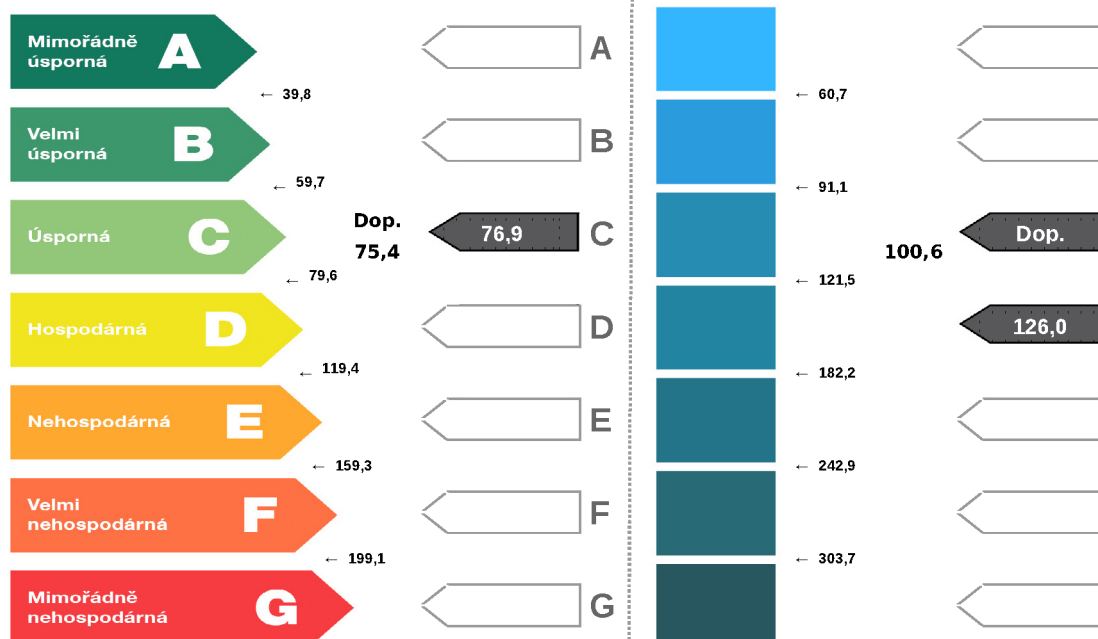 Mimořádně
úsporná
A
A
← 39,8
← 60,7
Velmi
úsporná
B
B
← 59,7
← 91,1
Úsporná
C
Dop.
75,4
76,9
C
100,6
Dop.
← 79,6
← 121,5
Hospodárná
D
D
126,0
← 119,4
← 182,2
Nehospodárná
E
E
← 159,3
← 242,9
Velmi
nehospodárná
F
F
← 199,1
← 303,7
Mimořádně
nehospodárná
G
G